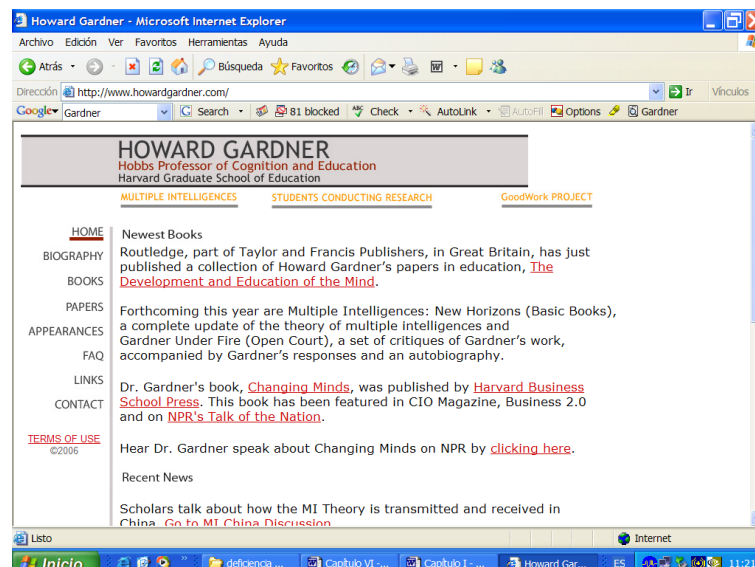 Howard Gardner - Microsoft Internet Explorer
Archivo Edición Ver Favoritos Herramientas Ayuda
Atrás Búsqueda Favoritos
Dirección http://www.howardgardner.com/ Ir Vínculos
Google Gardner G Search 81 blocked Check AutoLink AutoFill Options Gardner
HOWARD GARDNER
Hobbs Professor of Cognition and Education
Harvard Graduate School of Education
MULTIPLE INTELLIGENCES STUDENTS CONDUCTING RESEARCH GoodWork PROJECT
HOME
BIOGRAPHY
BOOKS
PAPERS
APPEARANCES
FAQ
LINKS
CONTACT
TERMS OF USE
©2006
Newest Books
Routledge, part of Taylor and Francis Publishers, in Great Britain, has just
published a collection of Howard Gardner's papers in education, The
Development and Education of the Mind.
Forthcoming this year are Multiple Intelligences: New Horizons (Basic Books),
a complete update of the theory of multiple intelligences and
Gardner Under Fire (Open Court), a set of critiques of Gardner's work,
accompanied by Gardner's responses and an autobiography.
Dr. Gardner's book, Changing Minds, was published by Harvard Business
School Press. This book has been featured in CIO Magazine, Business 2.0
and on NPR's Talk of the Nation.
Hear Dr. Gardner speak about Changing Minds on NPR by clicking here.
Recent News
Scholars talk about how the MI Theory is transmitted and received in
China. Go to MI China Discussion
Listo Internet
Inicio deficiencia ... Capítulo VI -... Capítulo I - ... Howard Gar... ES